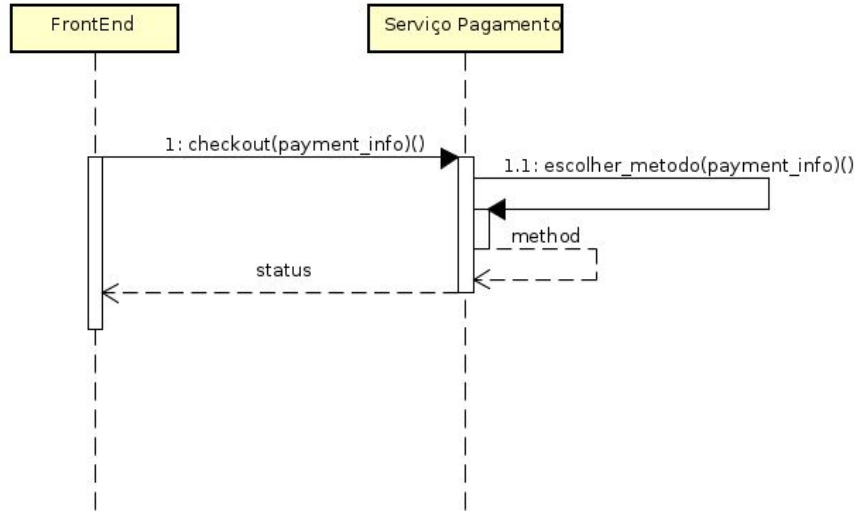 FrontEnd
Serviço Pagamento
1: checkout(payment_info)()
1.1: escolher_metodo(payment_info)()
method
status